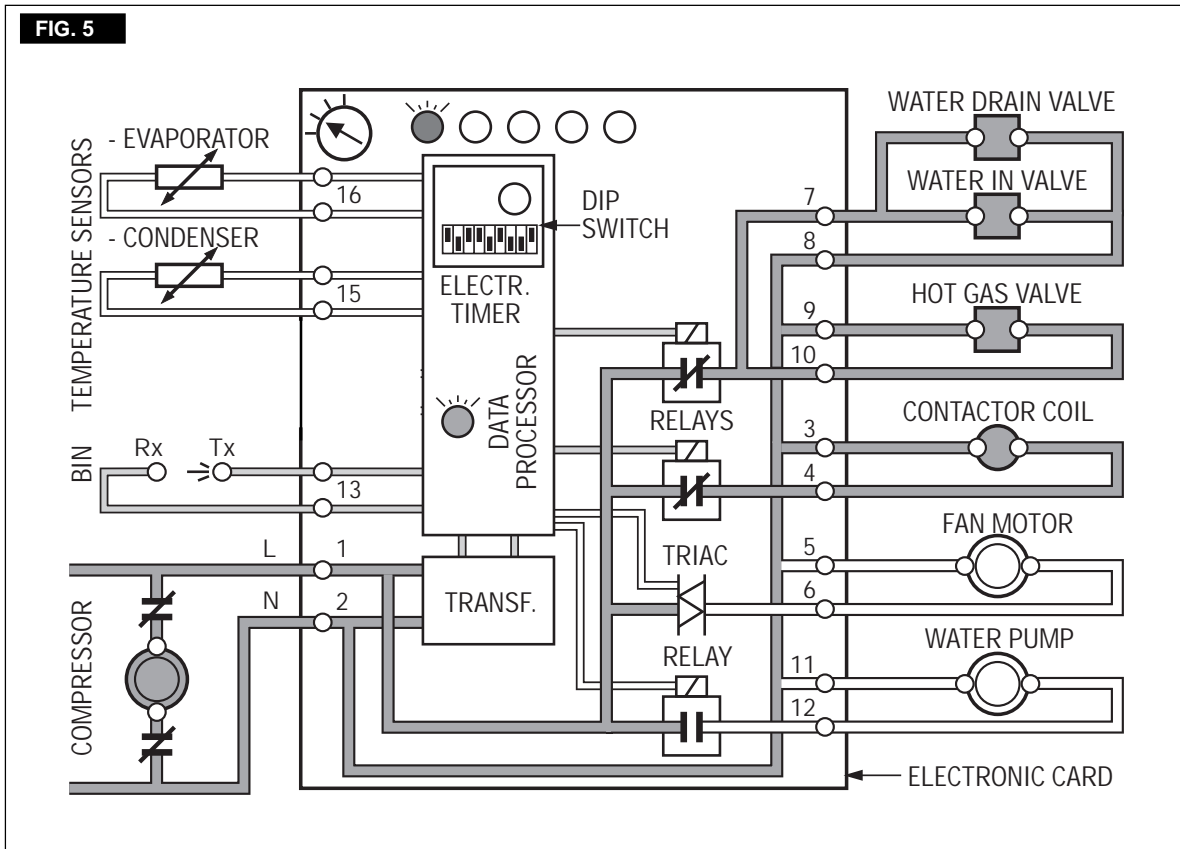 FIG. 5
TEMPERATURE SENSORS
- EVAPORATOR
16
- CONDENSER
15
BIN
Rx
Tx
13
L
1
N
2
COMPRESSOR
DIP
SWITCH
ELECTR.
TIMER
DATA
PROCESSOR
TRANSF.
RELAYS
TRIAC
RELAY
WATER DRAIN VALVE
WATER IN VALVE
7
8
HOT GAS VALVE
9
10
CONTACTOR COIL
3
4
FAN MOTOR
5
6
WATER PUMP
11
12
ELECTRONIC CARD